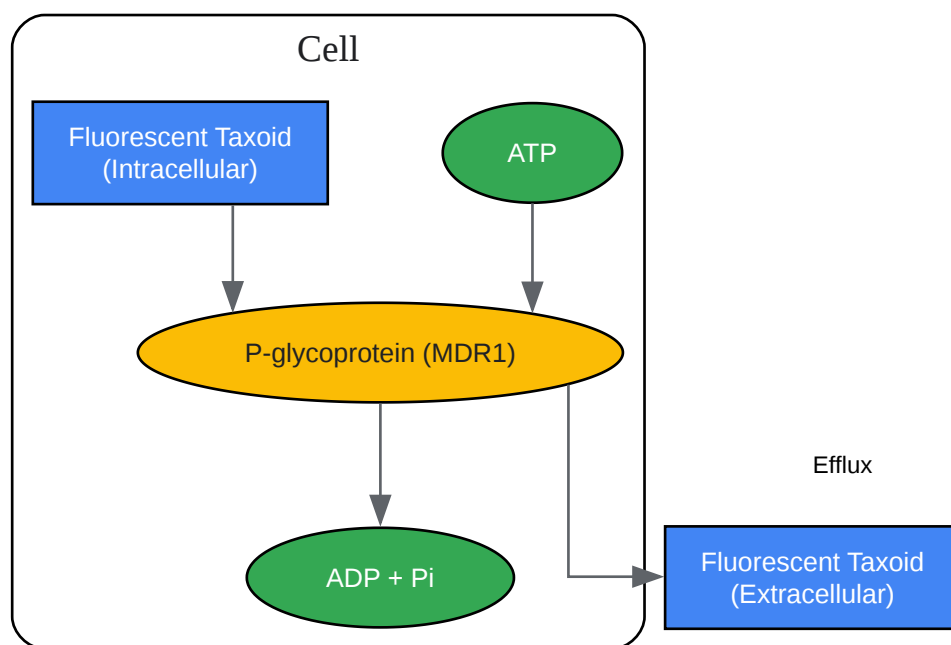 Cell
Fluorescent Taxoid
(Intracellular)
ATP
P-glycoprotein (MDR1)
Efflux
ADP + Pi
Fluorescent Taxoid
(Extracellular)